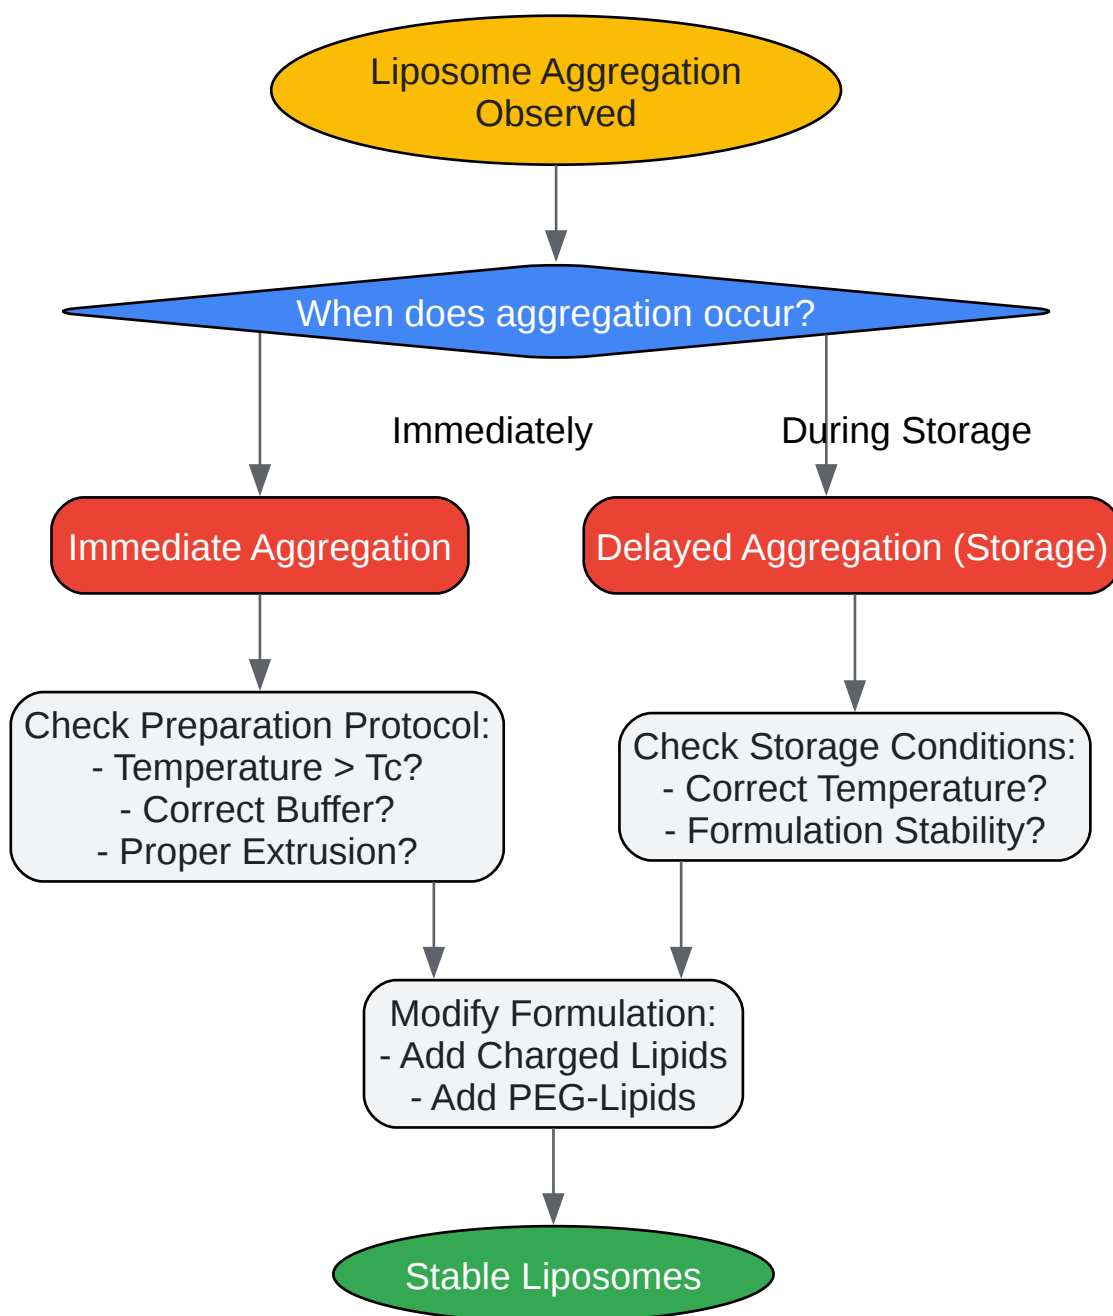 Liposome Aggregation
Observed
When does aggregation occur?
Immediately
During Storage
Immediate Aggregation
Delayed Aggregation (Storage)
Check Preparation Protocol:
- Temperature > Tc?
- Correct Buffer?
- Proper Extrusion?
Check Storage Conditions:
- Correct Temperature?
- Formulation Stability?
Modify Formulation:
- Add Charged Lipids
- Add PEG-Lipids
Stable Liposomes